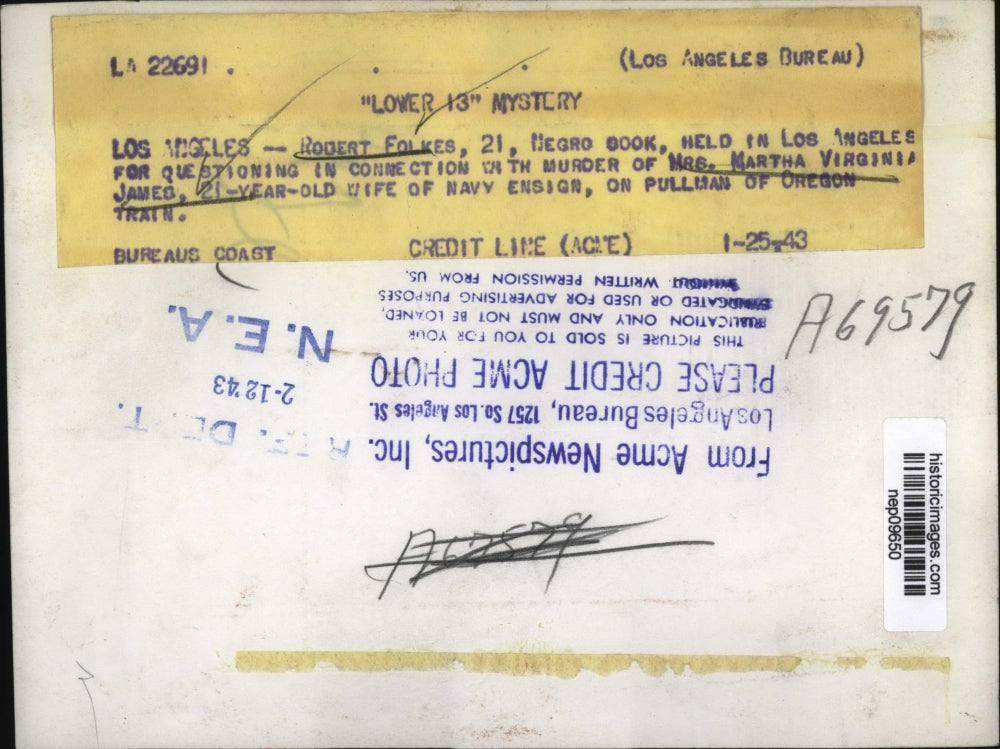 LA 22691 . (LOS ANGELES BUREAU)
"LOWER 13" MYSTERY
LOS ANGELES — ROBERT FOLKES, 21, NEGRO COOK, HELD IN LOS ANGELES
FOR QUESTIONING IN CONNECTION WITH MURDER OF MRS. MARTHA VIRGINIA
JAMES, 21-YEAR-OLD WIFE OF NAVY ENSIGN, ON PULLMAN OF OREGON
TRAIN.
BUREAUS COAST CREDIT LINE (ACME) 1-25-43
A69579
From Acme Newspictures, Inc.
Los Angeles Bureau, 1257 So. Los Angeles St.
PLEASE CREDIT ACME PHOTO
THIS PICTURE IS SOLD TO YOU FOR YOUR
PUBLICATION ONLY AND MUST NOT BE LOANED,
SYNDICATED OR USED FOR ADVERTISING PURPOSES
WITHOUT WRITTEN PERMISSION FROM US.
2-12'43
N.E.A.
historicimages.com
nep09650